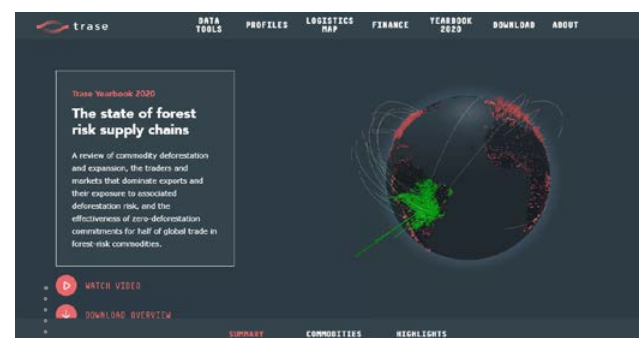 trase
DATA TOOLS
PROFILES
LOGISTICS MAP
FINANCE
YEARBOOK 2020
DOWNLOAD
ABOUT
Trase Yearbook 2020
The state of forest
risk supply chains
A review of commodity deforestation
and expansion, the traders and
markets that dominate exports and
their exposure to associated
deforestation risk, and the
effectiveness of zero-deforestation
commitments for half of global trade in
forest-risk commodities.
WATCH VIDEO
DOWNLOAD OVERVIEW
SUMMARY
COMMODITIES
HIGHLIGHTS